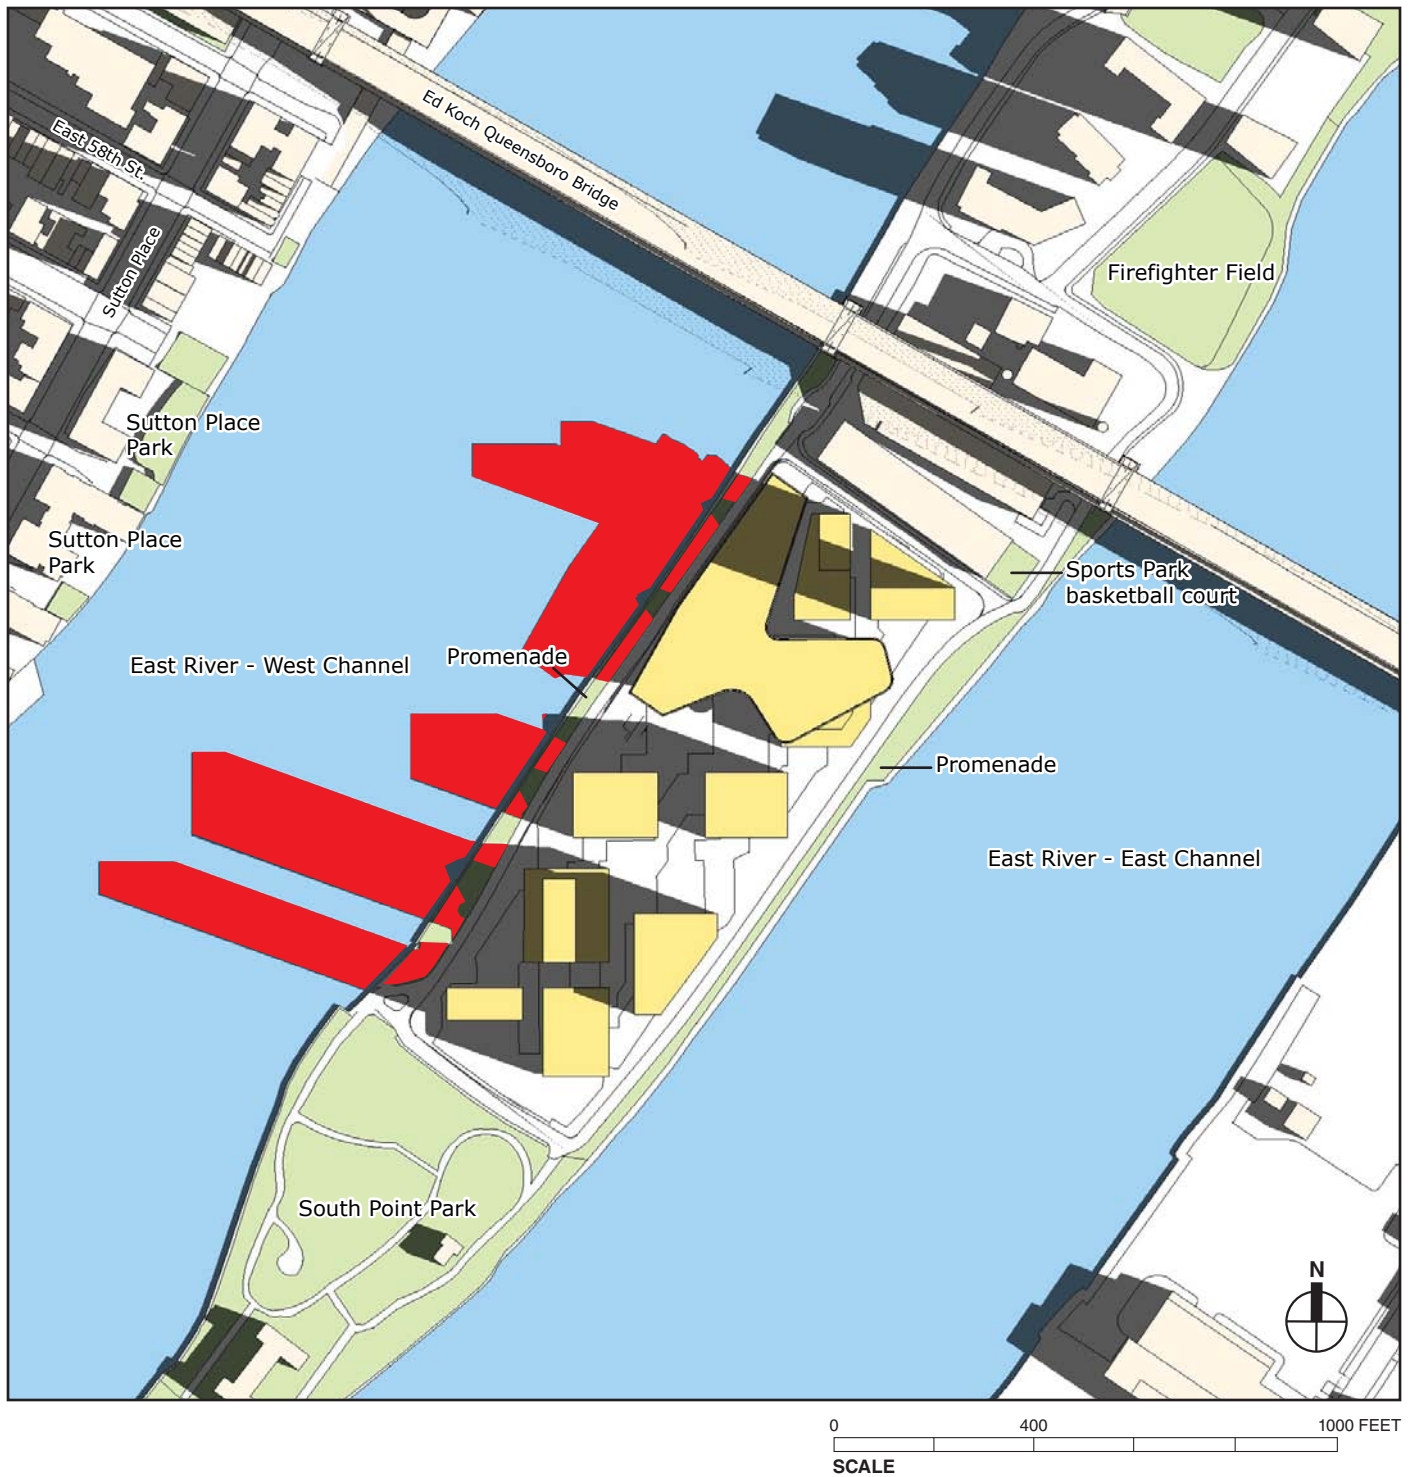 Ed Koch Queensboro Bridge
East 58th St.
Sutton Place
Firefighter Field
Sutton Place
Park
Sutton Place
Park
Sports Park
basketball court
East River - West Channel
Promenade
Promenade
East River - East Channel
South Point Park
N
0 400 1000 FEET
SCALE